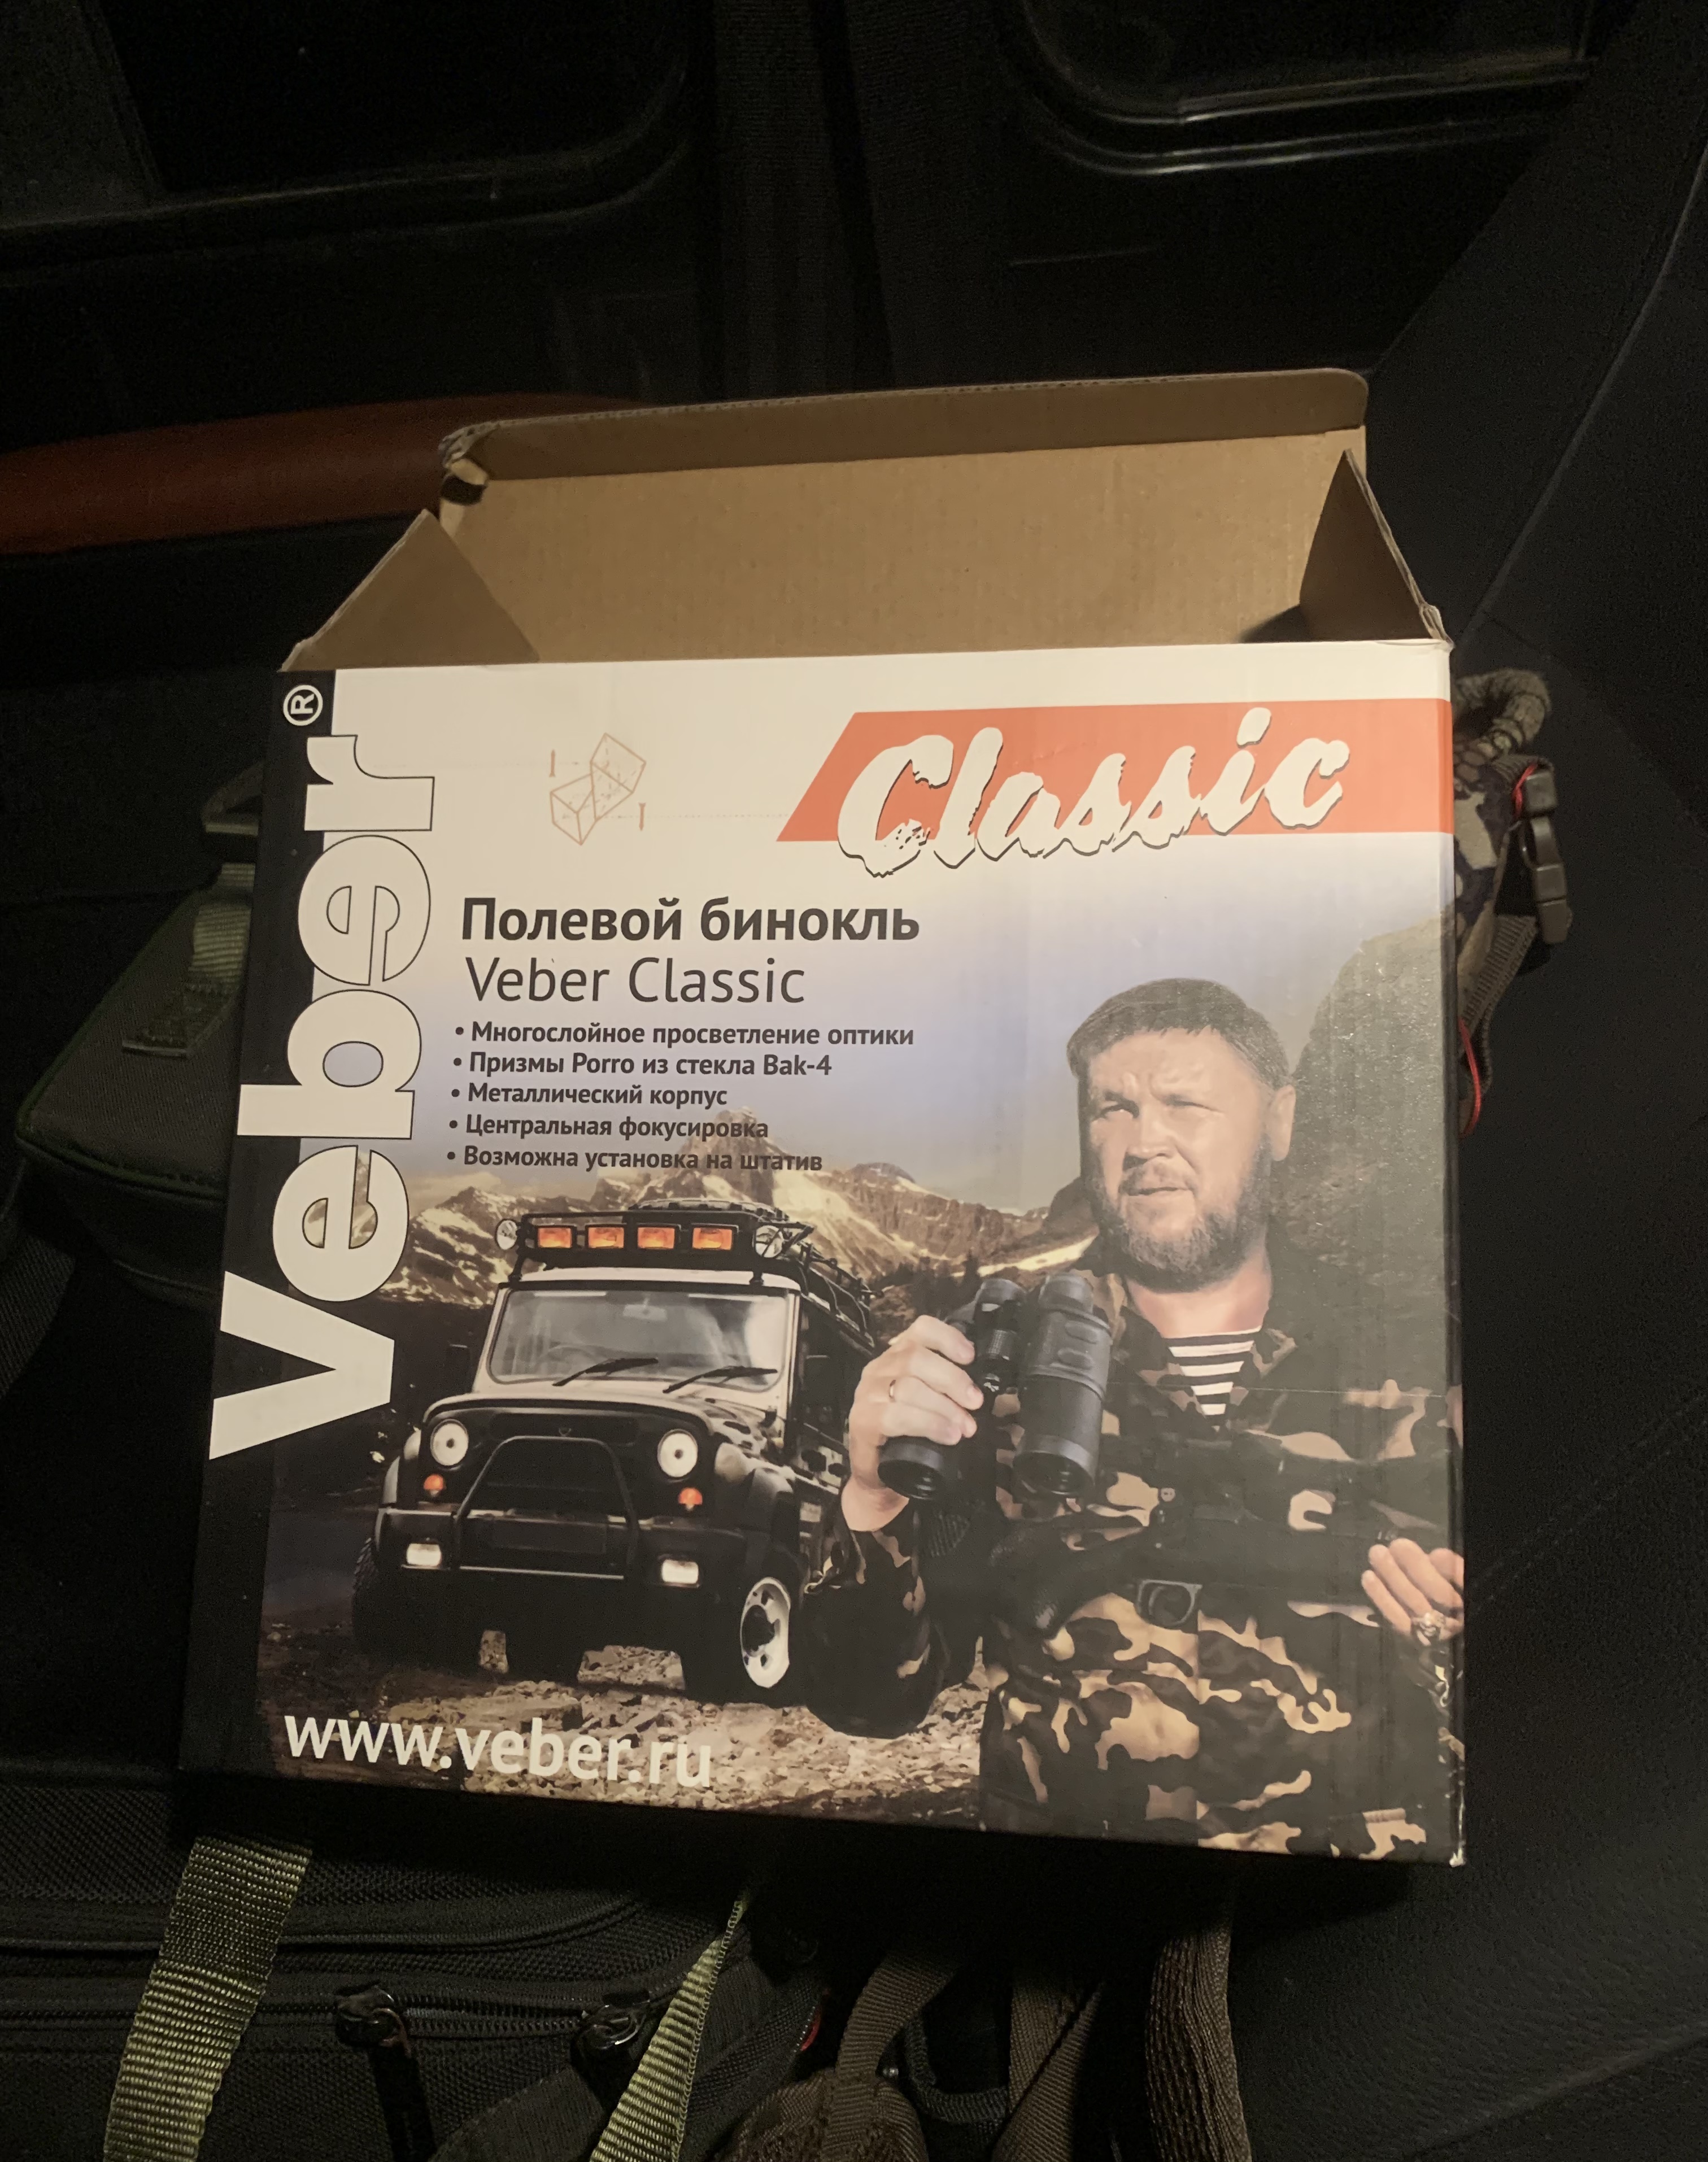 Veber®
Classic
Полевой бинокль
Veber Classic
• Многослойное просветление оптики
• Призмы Porro из стекла Bak-4
• Металлический корпус
• Центральная фокусировка
• Возможна установка на штатив
www.veber.ru